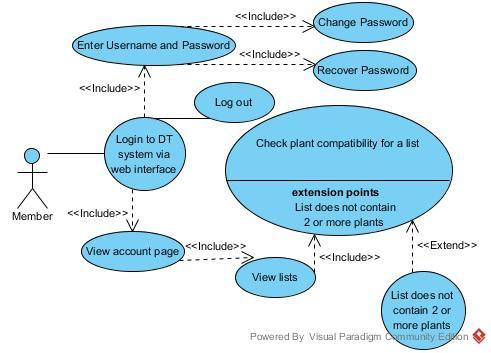 <<Include>>
Change Password
Enter Username and Password
<<Include>>
Recover Password
<<Include>>
Log out
Login to DT
system via
web interface
Check plant compatibility for a list
extension points
List does not contain
2 or more plants
Member
<<Include>>
View account page
<<Include>>
View lists
<<Include>>
<<Extend>>
List does not
contain 2 or
more plants
Powered By Visual Paradigm Community Edition